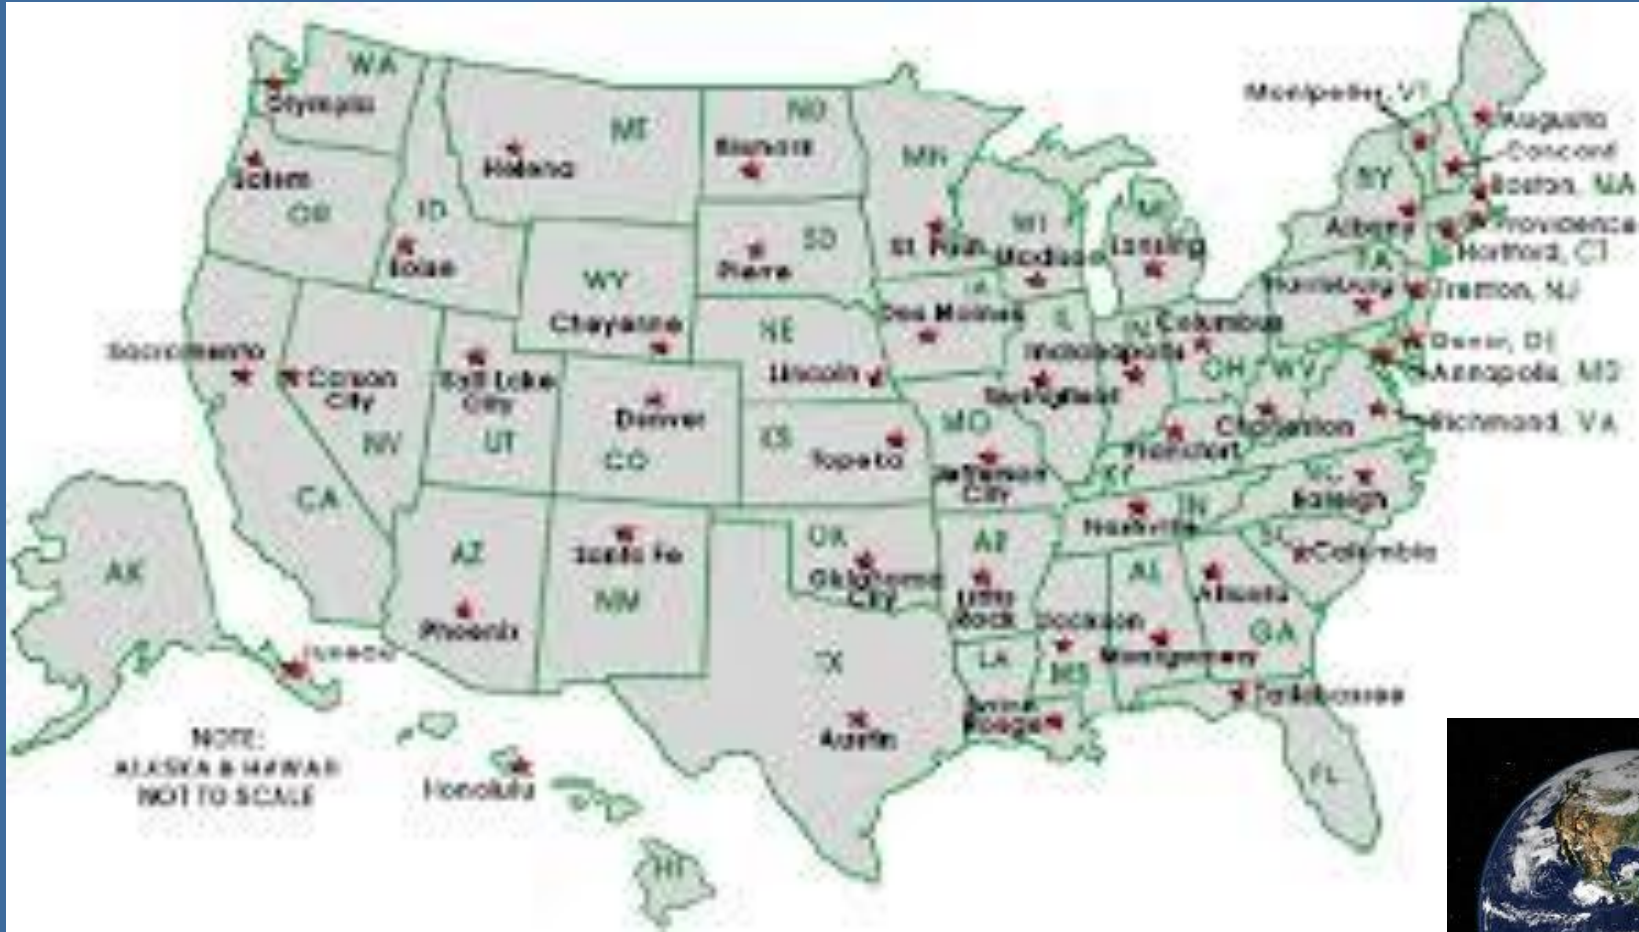 WA
Olympia
MT
ND
Helena
Bismarck
MN
Montpelier, VT
Augusta
Concord
Boston, MA
Salem
OR
ID
Boise
NY
Albany
Providence
Hartford, CT
SD
Pierre
St. Paul
WI
Madison
MI
Lansing
WY
Cheyenne
PA
Harrisburg
Trenton, NJ
NE
Lincoln
IA
Des Moines
IL
Springfield
IN
Indianapolis
Columbus
OH
WV
Charleston
Dover, DE
Annapolis, MD
Richmond, VA
Sacramento
Carson
City
NV
Salt Lake
City
UT
Denver
CO
KS
Topeka
MO
Jefferson
City
Frankfort
KY
CA
AZ
Phoenix
Santa Fe
NM
OK
Oklahoma
City
AR
Little
Rock
Nashville
TN
NC
Raleigh
SC
Columbia
AL
Montgomery
Atlanta
GA
Jackson
MS
LA
Rouge
Tallahassee
FL
TX
Austin
AK
Juneau
NOTE:
ALASKA & HAWAII
NOT TO SCALE
Honolulu
HI